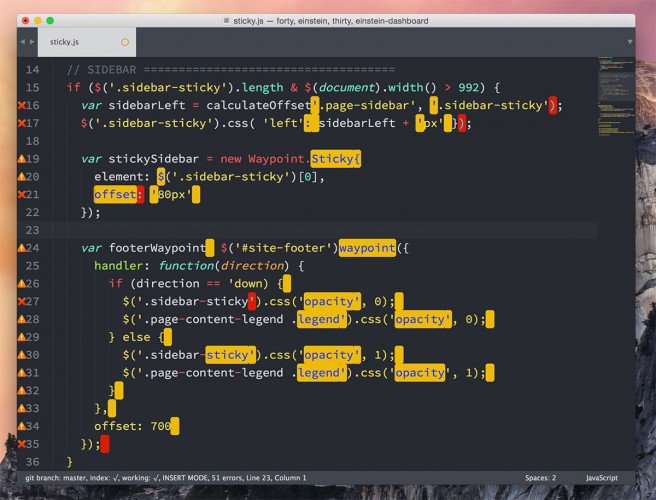 sticky.js — forty, einstein, thirty, einstein-dashboard
sticky.js
14 // SIDEBAR ===================================
15 if ($('.sidebar-sticky').length & $(document).width() > 992) {
16 var sidebarLeft = calculateOffset'.page-sidebar', '.sidebar-sticky');
17 $('.sidebar-sticky').css( 'left': sidebarLeft + 'px' });
18
19 var stickySidebar = new Waypoint.Sticky{
20 element: $('.sidebar-sticky')[0],
21 offset: '80px'
22 });
23
24 var footerWaypoint $('#site-footer')waypoint({
25 handler: function(direction) {
26 if (direction == 'down) {
27 $('.sidebar-sticky').css('opacity', 0);
28 $('.page-content-legend .legend').css('opacity', 0);
29 } else {
30 $('.sidebar-sticky').css('opacity', 1);
31 $('.page-content-legend .legend').css('opacity', 1);
32 }
33 },
34 offset: 700
35 });
36 }
git branch: master, index: √, working: √, INSERT MODE, 51 errors, Line 23, Column 1 Spaces: 2 JavaScript